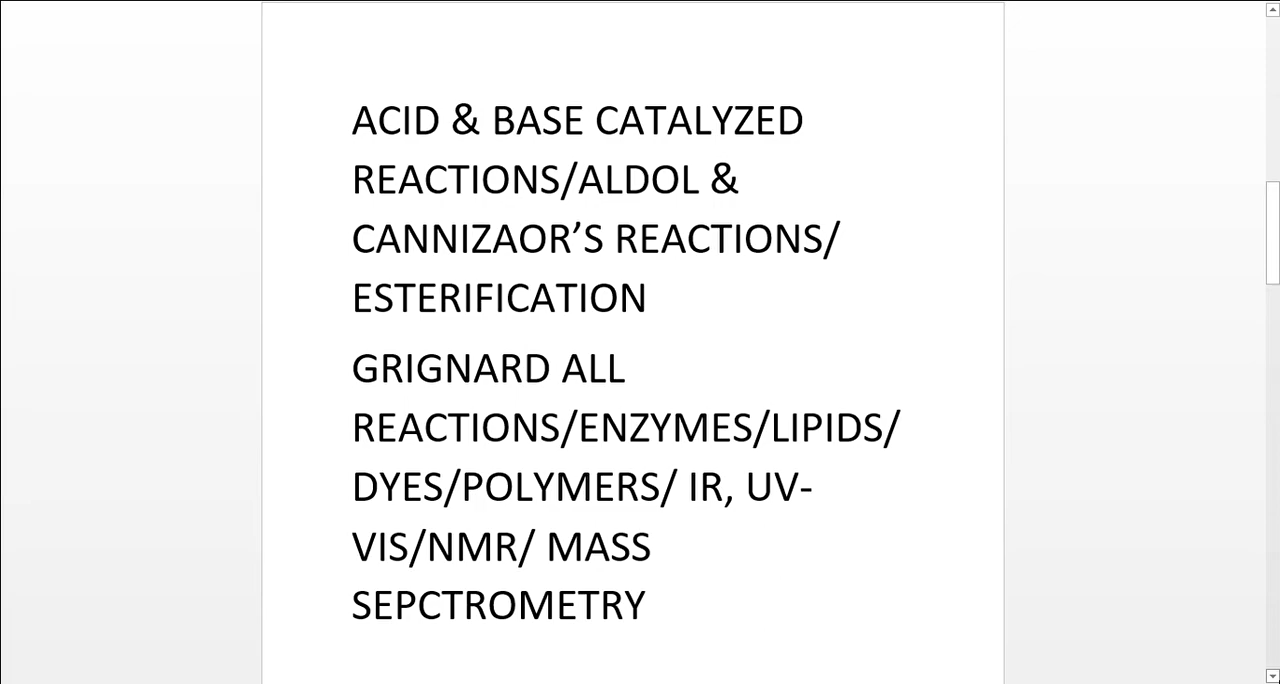 ACID & BASE CATALYZED
REACTIONS/ALDOL &
CANNIZAOR’S REACTIONS/
ESTERIFICATION
GRIGNARD ALL
REACTIONS/ENZYMES/LIPIDS/
DYES/POLYMERS/ IR, UV-
VIS/NMR/ MASS
SEPCTROMETRY